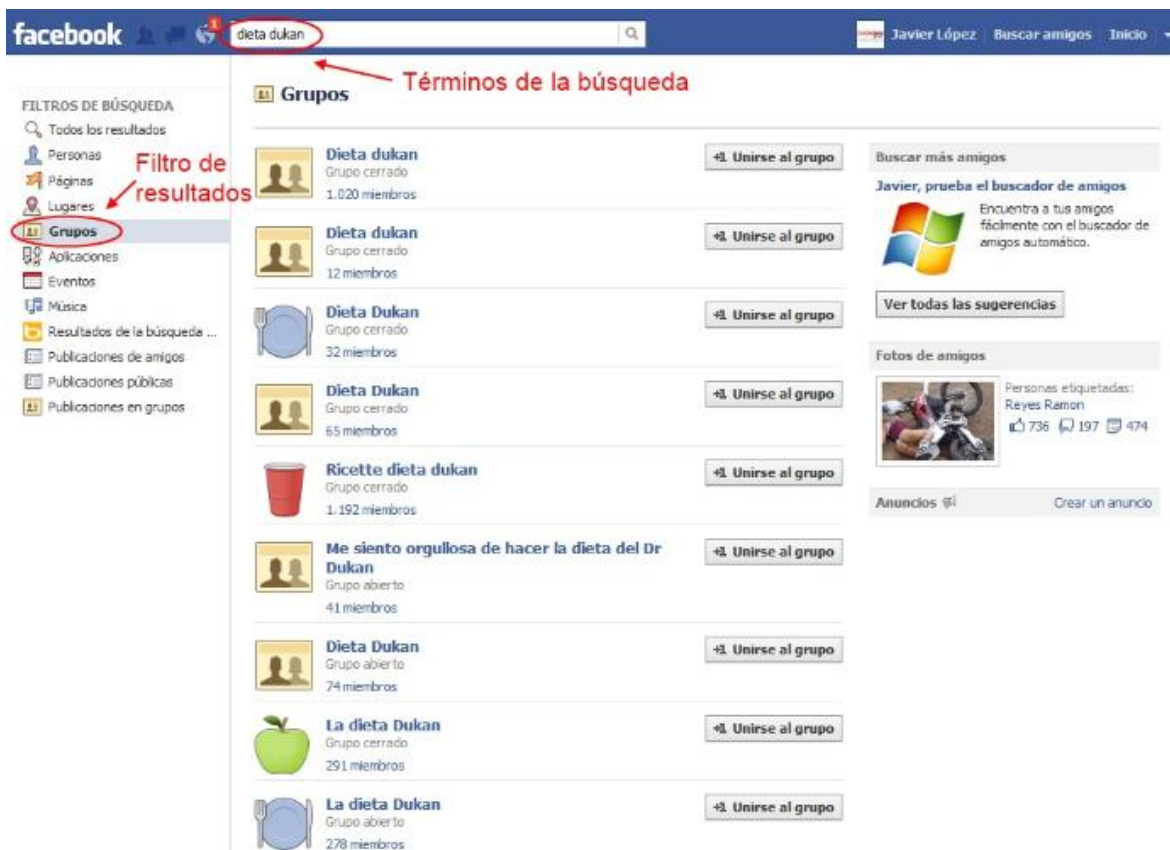 facebook
1
dieta dukan
Javier López
Buscar amigos
Inicio
Términos de la búsqueda
FILTROS DE BÚSQUEDA
Todos los resultados
Personas
Páginas
Lugares
Grupos
Aplicaciones
Eventos
Música
Resultados de la búsqueda ...
Publicaciones de amigos
Publicaciones públicas
Publicaciones en grupos
Filtro de
resultados
Grupos
Dieta dukan
Grupo cerrado
1.020 miembros
+1 Unirse al grupo
Dieta dukan
Grupo cerrado
12 miembros
+1 Unirse al grupo
Dieta Dukan
Grupo cerrado
32 miembros
+1 Unirse al grupo
Dieta Dukan
Grupo cerrado
65 miembros
+1 Unirse al grupo
Ricette dieta dukan
Grupo cerrado
1.192 miembros
+1 Unirse al grupo
Me siento orgullosa de hacer la dieta del Dr
Dukan
Grupo abierto
41 miembros
+1 Unirse al grupo
Dieta Dukan
Grupo abierto
74 miembros
+1 Unirse al grupo
La dieta Dukan
Grupo cerrado
291 miembros
+1 Unirse al grupo
La dieta Dukan
Grupo abierto
278 miembros
+1 Unirse al grupo
Buscar más amigos
Javier, prueba el buscador de amigos
Encuentra a tus amigos
fácilmente con el buscador de
amigos automático.
Ver todas las sugerencias
Fotos de amigos
Personas etiquetadas:
Reyes Ramon
736 197 474
Anuncios
Crear un anuncio